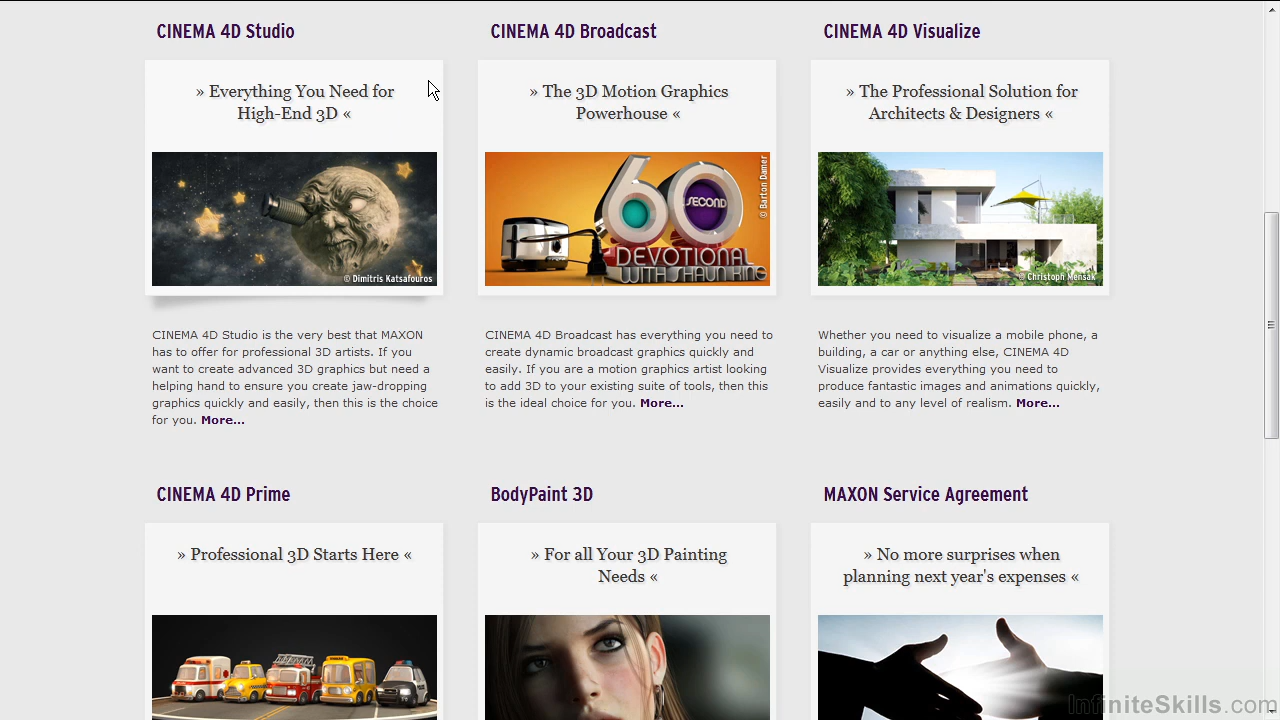 CINEMA 4D Studio
CINEMA 4D Broadcast
CINEMA 4D Visualize
» Everything You Need for
High-End 3D «
» The 3D Motion Graphics
Powerhouse «
» The Professional Solution for
Architects & Designers «
© Dimitris Katsafouros
60
SECOND
DEVOTIONAL
WITH SHAUN KING
© Barton Damer
© Christoph Mensak
CINEMA 4D Studio is the very best that MAXON
has to offer for professional 3D artists. If you
want to create advanced 3D graphics but need a
helping hand to ensure you create jaw-dropping
graphics quickly and easily, then this is the choice
for you. More...
CINEMA 4D Broadcast has everything you need to
create dynamic broadcast graphics quickly and
easily. If you are a motion graphics artist looking
to add 3D to your existing suite of tools, then this
is the ideal choice for you. More...
Whether you need to visualize a mobile phone, a
building, a car or anything else, CINEMA 4D
Visualize provides everything you need to
produce fantastic images and animations quickly,
easily and to any level of realism. More...
CINEMA 4D Prime
BodyPaint 3D
MAXON Service Agreement
» Professional 3D Starts Here «
» For all Your 3D Painting
Needs «
» No more surprises when
planning next year's expenses «
InfiniteSkills.com